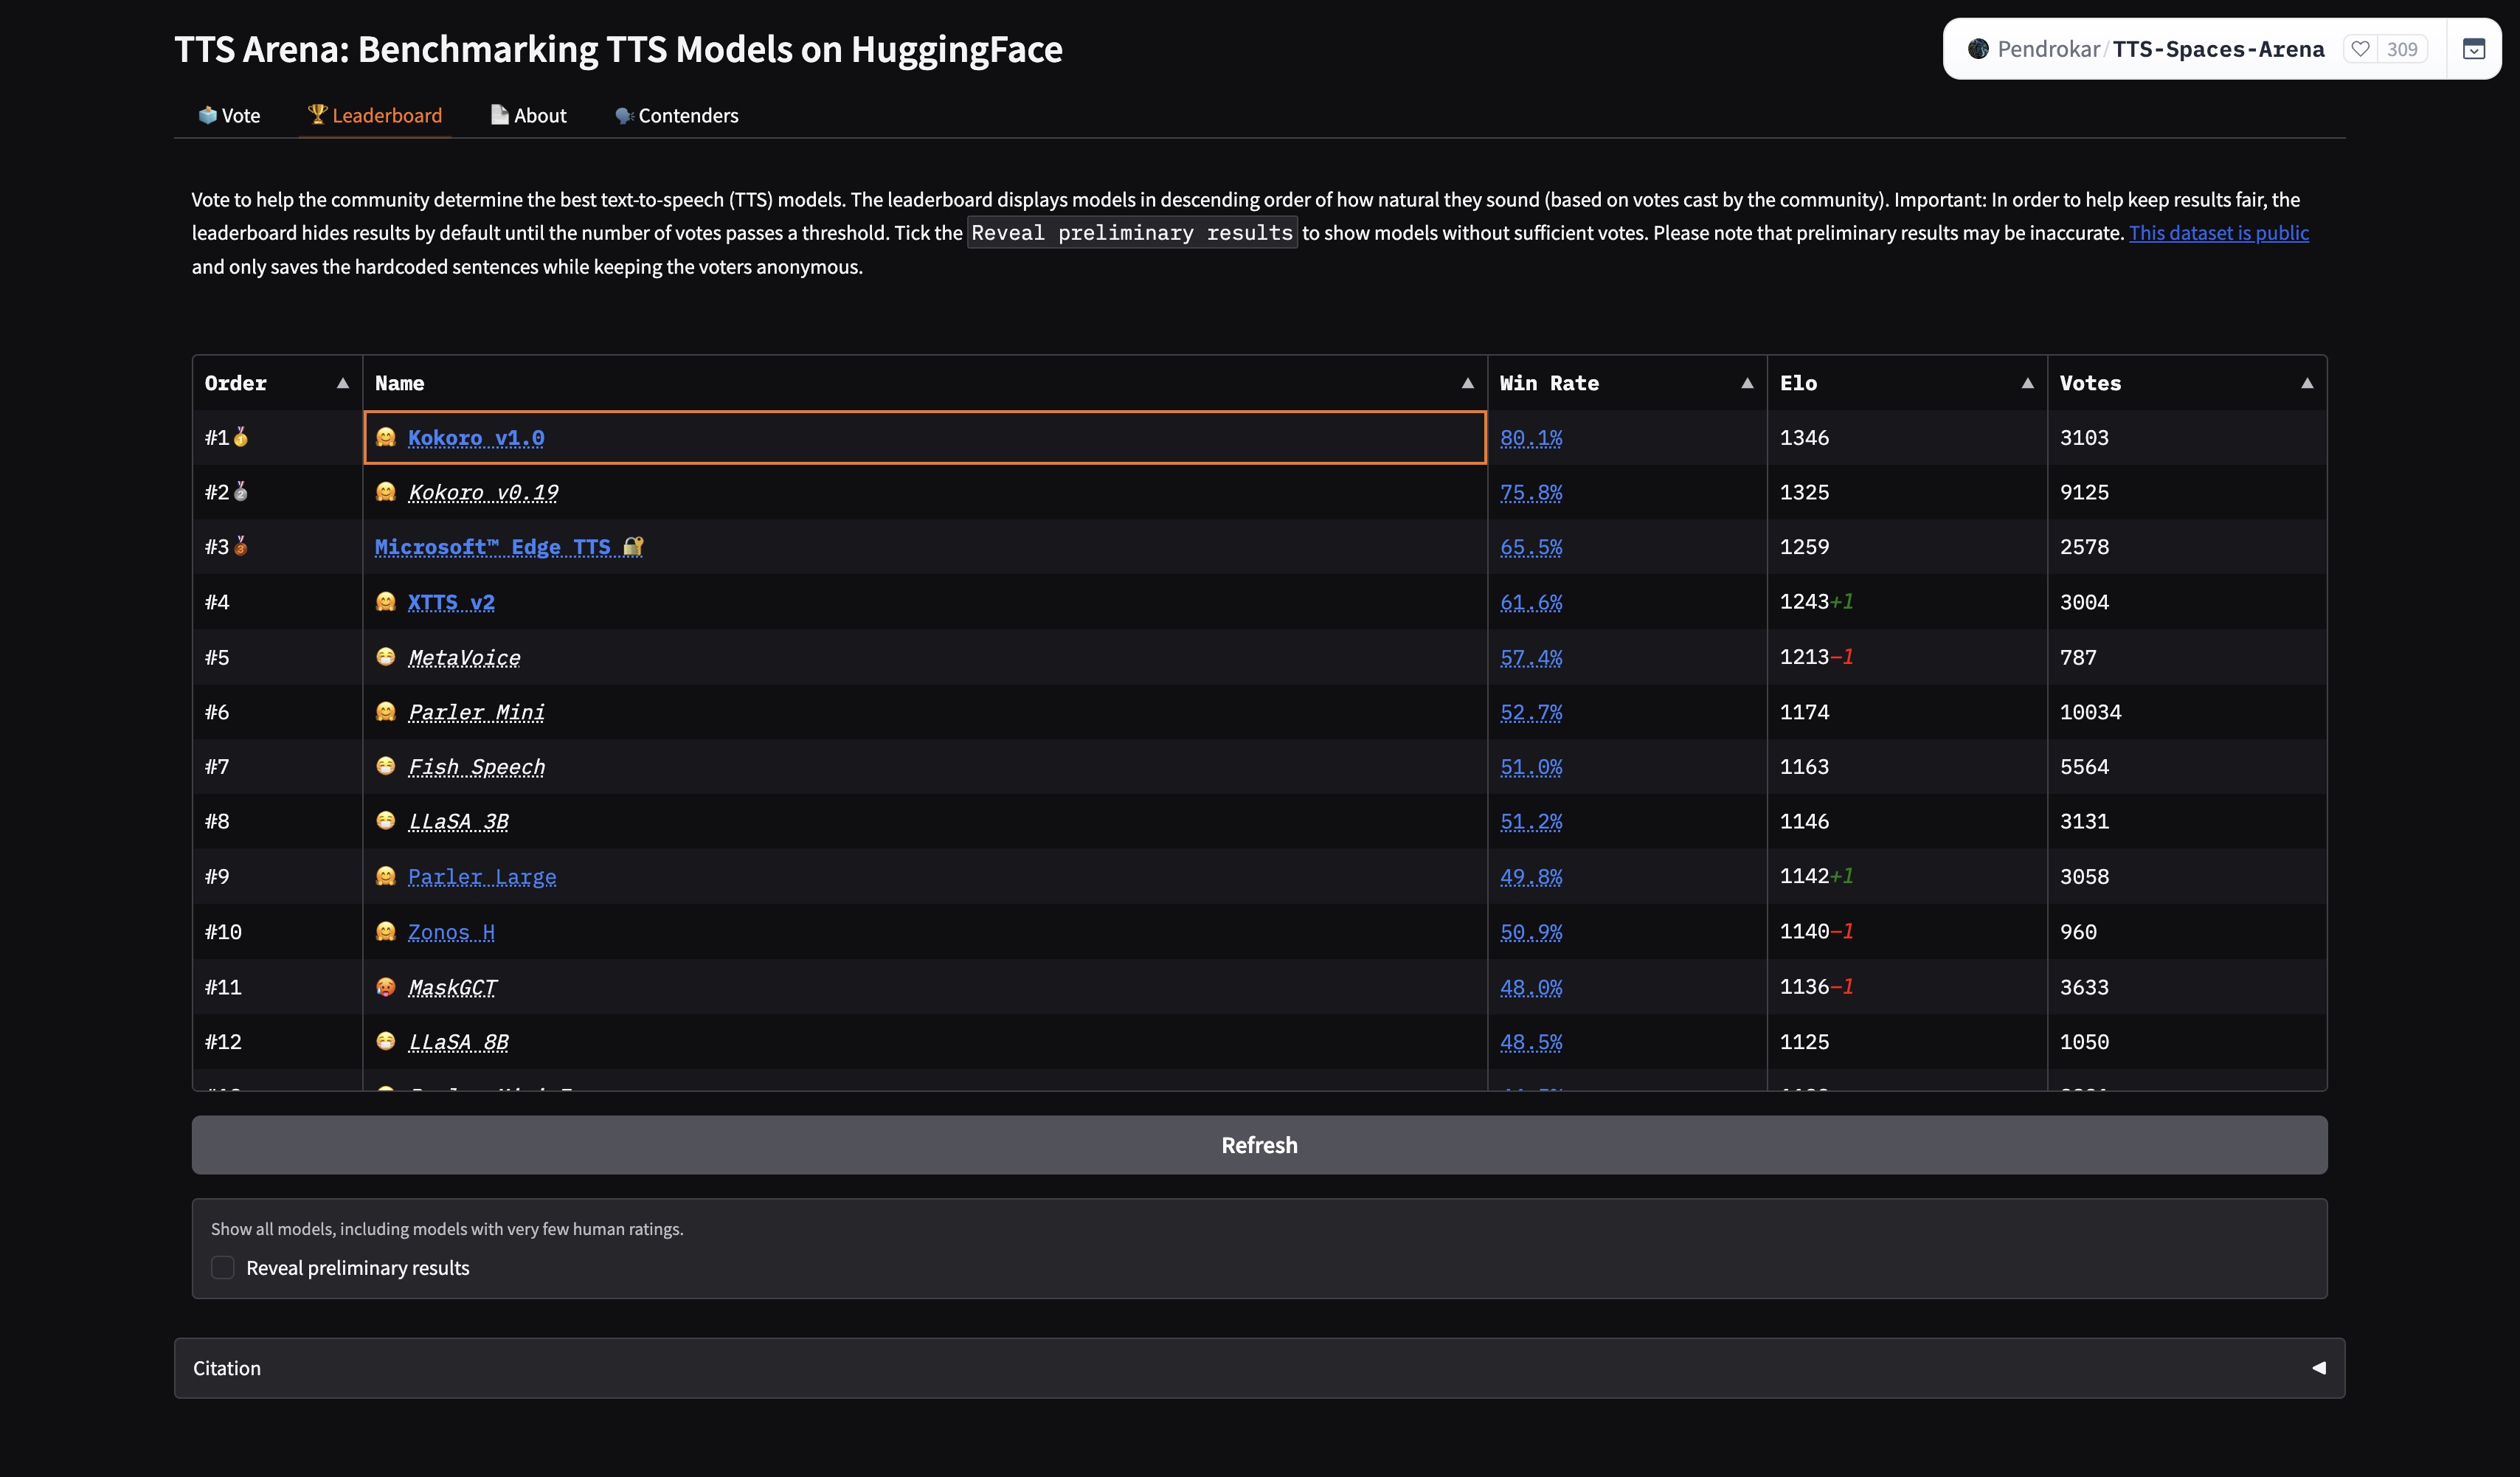 TTS Arena: Benchmarking TTS Models on HuggingFace
Pendrokar/TTS-Spaces-Arena 309
Vote Leaderboard About Contenders
Vote to help the community determine the best text-to-speech (TTS) models. The leaderboard displays models in descending order of how natural they sound (based on votes cast by the community). Important: In order to help keep results fair, the
leaderboard hides results by default until the number of votes passes a threshold. Tick the Reveal preliminary results to show models without sufficient votes. Please note that preliminary results may be inaccurate. This dataset is public
and only saves the hardcoded sentences while keeping the voters anonymous.
Order Name Win Rate Elo Votes
#1 Kokoro v1.0 80.1% 1346 3103
#2 Kokoro v0.19 75.8% 1325 9125
#3 Microsoft™ Edge TTS 65.5% 1259 2578
#4 XTTS v2 61.6% 1243+1 3004
#5 MetaVoice 57.4% 1213−1 787
#6 Parler Mini 52.7% 1174 10034
#7 Fish Speech 51.0% 1163 5564
#8 LLaSA 3B 51.2% 1146 3131
#9 Parler Large 49.8% 1142+1 3058
#10 Zonos H 50.9% 1140−1 960
#11 MaskGCT 48.0% 1136−1 3633
#12 LLaSA 8B 48.5% 1125 1050
Refresh
Show all models, including models with very few human ratings.
Reveal preliminary results
Citation